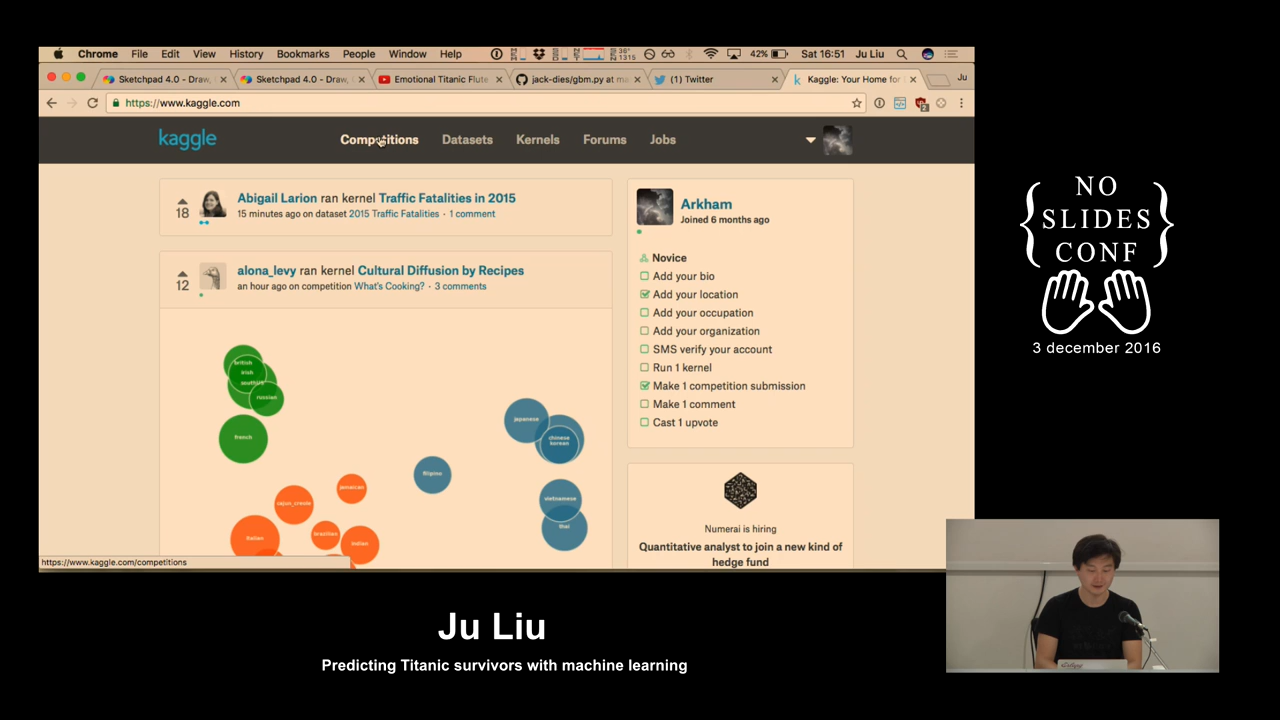 Chrome File Edit View History Bookmarks People Window Help 42% Sat 16:51 Ju Liu
Sketchpad 4.0 - Draw, Sketchpad 4.0 - Draw, Emotional Titanic Flute jack-dies/gbm.py at ma (1) Twitter Kaggle: Your Home for Ju
https://www.kaggle.com
kaggle Competitions Datasets Kernels Forums Jobs
18
Abigail Larion ran kernel Traffic Fatalities in 2015
15 minutes ago on dataset 2015 Traffic Fatalities · 1 comment
12
alona_levy ran kernel Cultural Diffusion by Recipes
an hour ago on competition What's Cooking? · 3 comments
british
irish
russian
french
japanese
chinese
korean
filipino
vietnamese
thai
jamaican
cajun_creole
brazilian
italian
indian
https://www.kaggle.com/competitions
Arkham
Joined 6 months ago
Novice
Add your bio
Add your location
Add your occupation
Add your organization
SMS verify your account
Run 1 kernel
Make 1 competition submission
Make 1 comment
Cast 1 upvote
Numerai is hiring
Quantitative analyst to join a new kind of
hedge fund
NO
SLIDES
CONF
3 december 2016
Ju Liu
Predicting Titanic survivors with machine learning